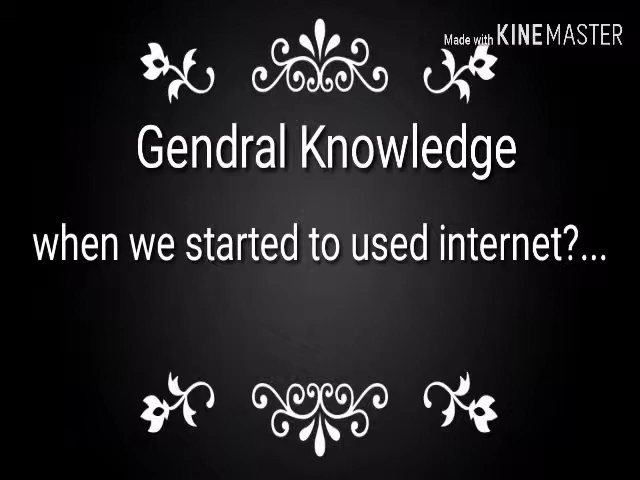 Made with KINEMASTER
Gendral Knowledge
when we started to used internet?...